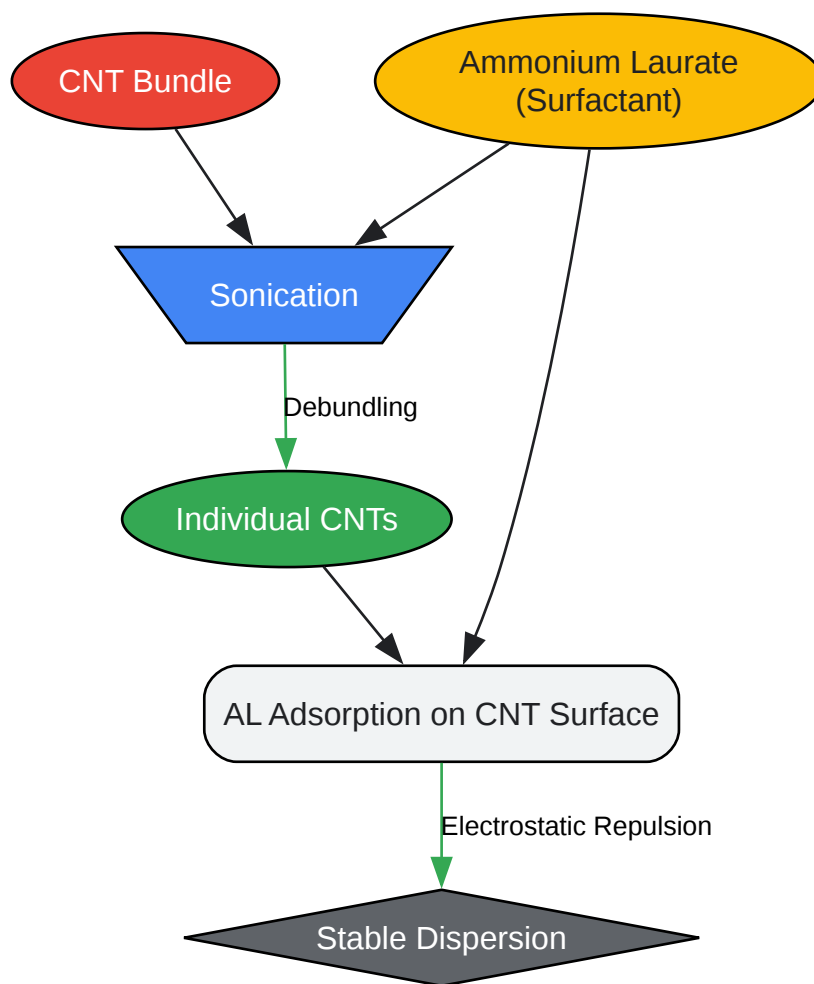 CNT Bundle
Ammonium Laurate
(Surfactant)
Sonication
Debundling
Individual CNTs
AL Adsorption on CNT Surface
Electrostatic Repulsion
Stable Dispersion